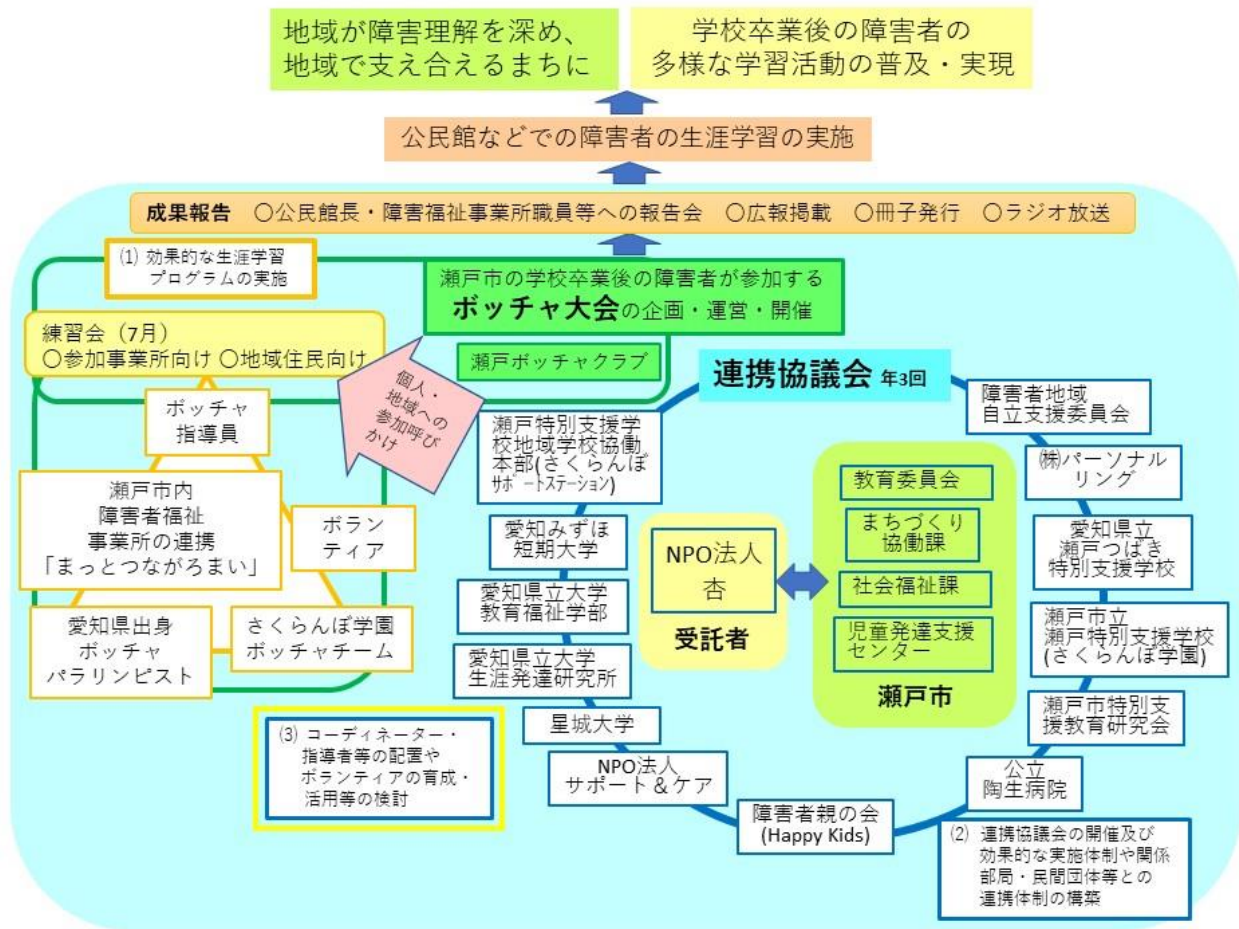 地域が障害理解を深め、
地域で支え合えるまちに
学校卒業後の障害者の
多様な学習活動の普及・実現
公民館などでの障害者の生涯学習の実施
成果報告 〇公民館長・障害福祉事業所職員等への報告会 〇広報掲載 〇冊子発行 〇ラジオ放送
⑴ 効果的な生涯学習
プログラムの実施
瀬戸市の学校卒業後の障害者が参加する
ボッチャ大会の企画・運営・開催
練習会（7月）
〇参加事業所向け 〇地域住民向け
瀬戸ボッチャクラブ
個人・
地域への
参加呼び
かけ
ボッチャ
指導員
瀬戸市内
障害者福祉
事業所の連携
「まっとつながろまい」
ボラン
ティア
愛知県出身
ボッチャ
パラリンピスト
さくらんぼ学園
ボッチャチーム
連携協議会 年3回
瀬戸特別支援学
校地域学校協働
本部(さくらんぼ
ｻﾎﾟｰﾄｽﾃｰｼｮﾝ)
愛知みずほ
短期大学
愛知県立大学
教育福祉学部
愛知県立大学
生涯発達研究所
星城大学
NPO法人
サポート＆ケア
障害者親の会
(Happy Kids)
公立
陶生病院
瀬戸市特別支
援教育研究会
瀬戸市立
瀬戸特別支援学校
(さくらんぼ学園)
愛知県立
瀬戸つばき
特別支援学校
㈱パーソナル
リング
障害者地域
自立支援委員会
NPO法人
杏
受託者
教育委員会
まちづくり
協働課
社会福祉課
児童発達支援
センター
瀬戸市
⑶ コーディネーター・
指導者等の配置や
ボランティアの育成・
活用等の検討
⑵ 連携協議会の開催及び
効果的な実施体制や関係
部局・民間団体等との
連携体制の構築